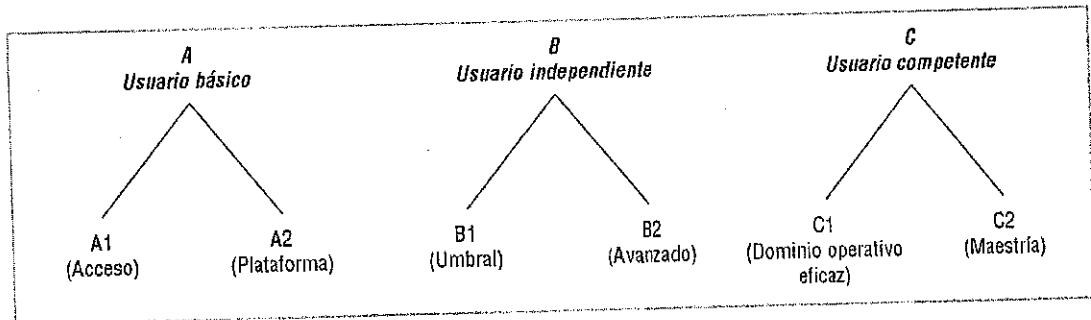 A
Usuario básico
B
Usuario independiente
C
Usuario competente
A1
(Acceso)
A2
(Plataforma)
B1
(Umbral)
B2
(Avanzado)
C1
(Dominio operativo
eficaz)
C2
(Maestría)